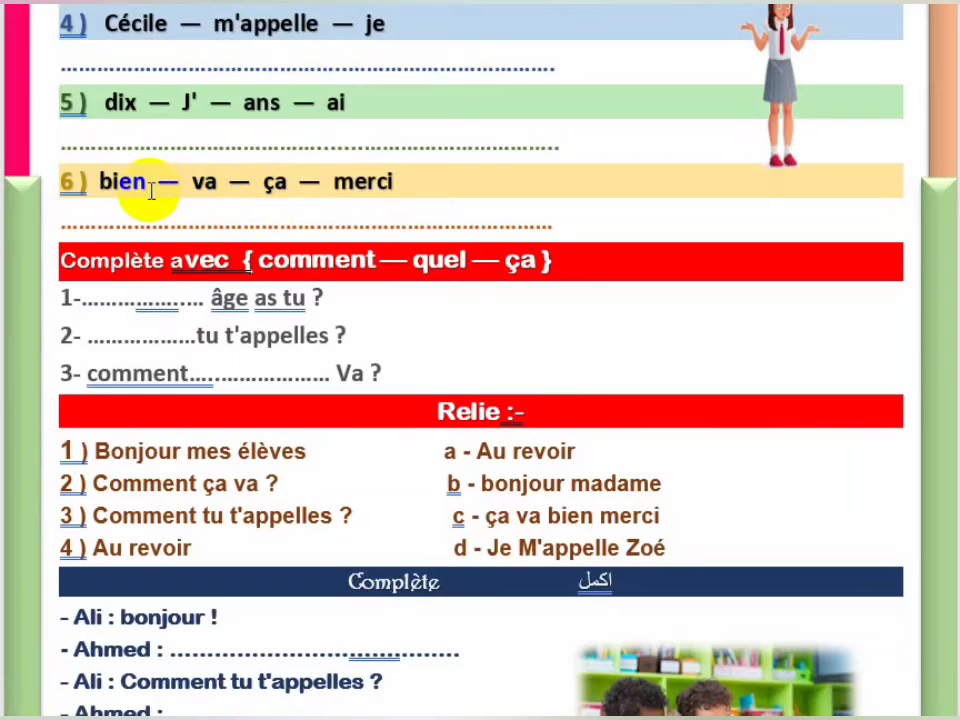 4 ) Cécile — m'appelle — je
……………………………………………………………………….
5 ) dix — J' — ans — ai
………………………………………………………………………..
6 ) bien — va — ça — merci
………………………………………………………………………
Complète avec { comment — quel — ça }
1-………………..… âge as tu ?
2- ………………tu t'appelles ?
3- comment…..……………… Va ?
Relie :-
1 ) Bonjour mes élèves a - Au revoir
2 ) Comment ça va ? b - bonjour madame
3 ) Comment tu t'appelles ? c - ça va bien merci
4 ) Au revoir d - Je M'appelle Zoé
Complète اكمل
- Ali : bonjour !
- Ahmed : .......................................
- Ali : Comment tu t'appelles ?
- Ahmed :